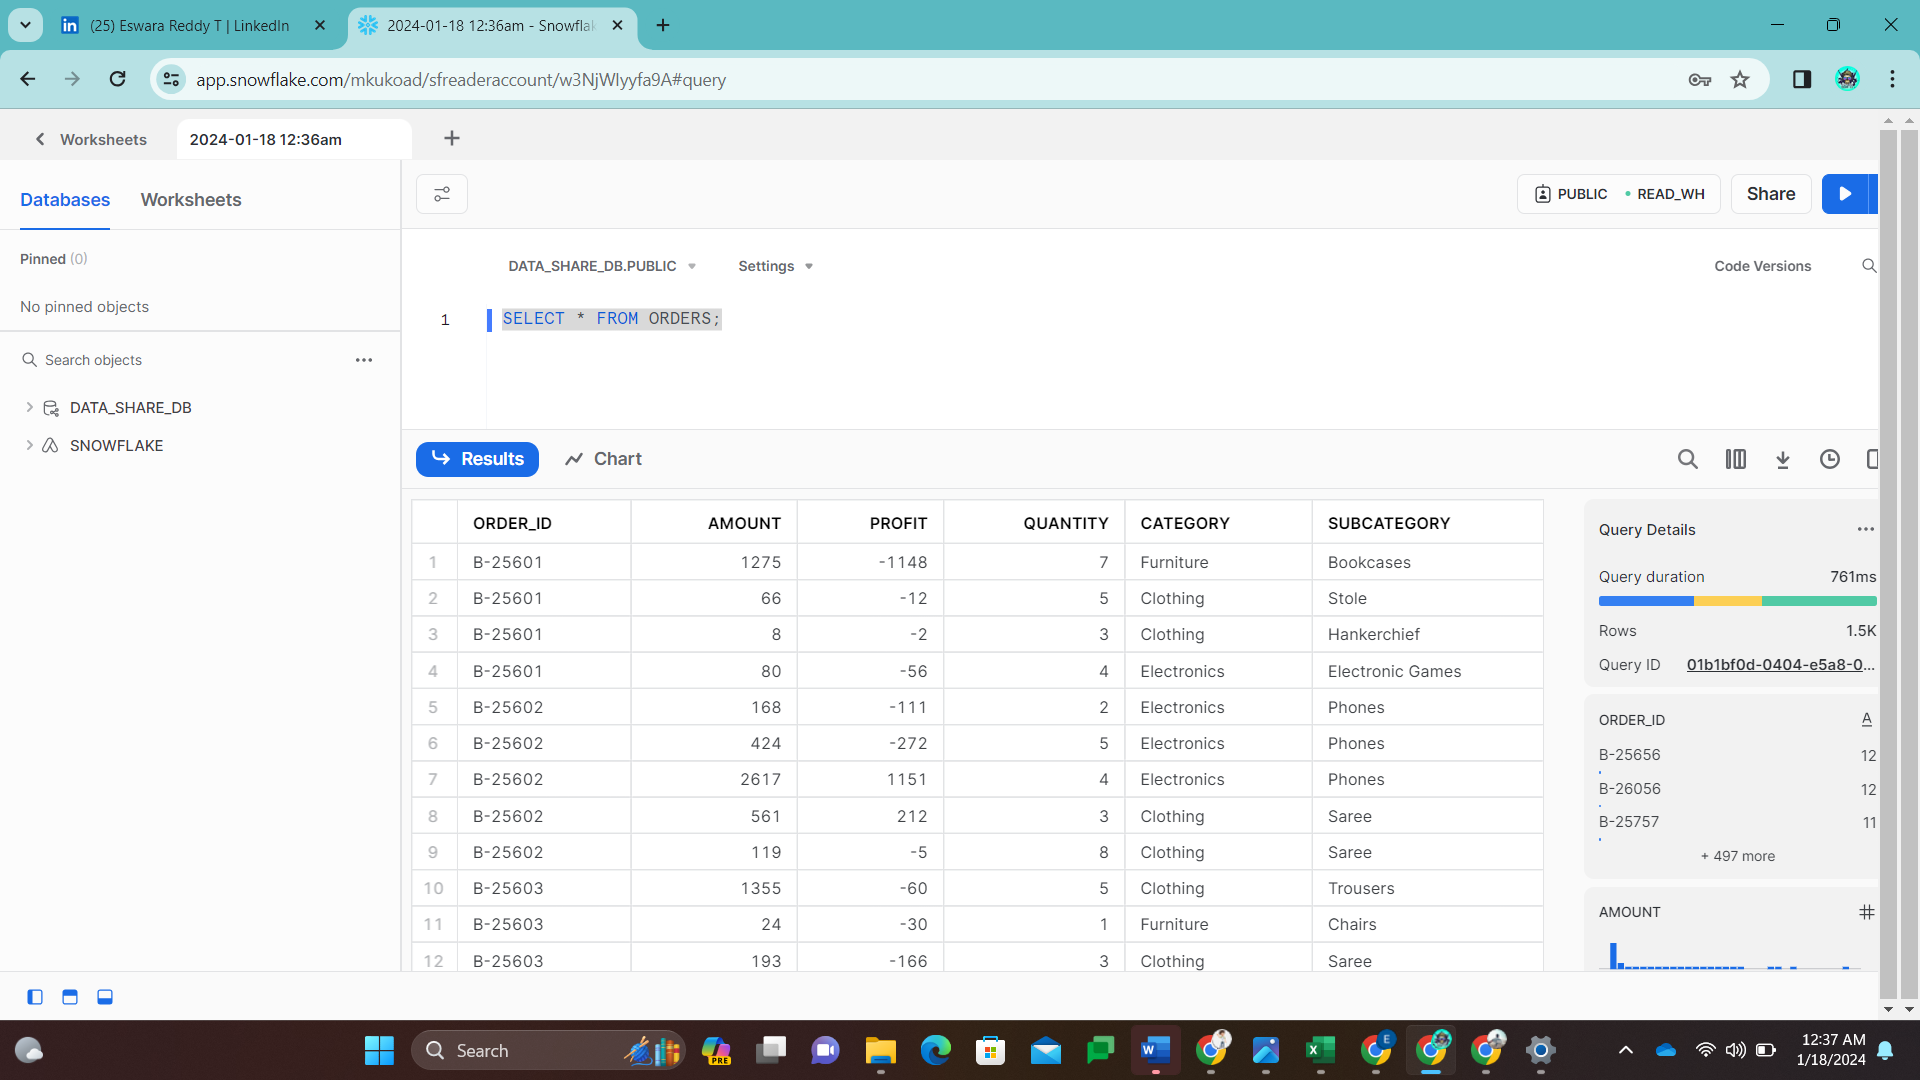 (25) Eswara Reddy T | LinkedIn
2024-01-18 12:36am - Snowfla
app.snowflake.com/mkukoad/sfreaderaccount/w3NjWlyyfa9A#query
Worksheets
2024-01-18 12:36am
Databases Worksheets
PUBLIC READ_WH Share
Pinned (0)
No pinned objects
DATA_SHARE_DB.PUBLIC Settings Code Versions
1 SELECT * FROM ORDERS;
Search objects
DATA_SHARE_DB
SNOWFLAKE
Results Chart
ORDER_ID AMOUNT PROFIT QUANTITY CATEGORY SUBCATEGORY
1 B-25601 1275 -1148 7 Furniture Bookcases
2 B-25601 66 -12 5 Clothing Stole
3 B-25601 8 -2 3 Clothing Hankerchief
4 B-25601 80 -56 4 Electronics Electronic Games
5 B-25602 168 -111 2 Electronics Phones
6 B-25602 424 -272 5 Electronics Phones
7 B-25602 2617 1151 4 Electronics Phones
8 B-25602 561 212 3 Clothing Saree
9 B-25602 119 -5 8 Clothing Saree
10 B-25603 1355 -60 5 Clothing Trousers
11 B-25603 24 -30 1 Furniture Chairs
12 B-25603 193 -166 3 Clothing Saree
Query Details
Query duration 761ms
Rows 1.5K
Query ID 01b1bf0d-0404-e5a8-0...
ORDER_ID A
B-25656 12
B-26056 12
B-25757 11
+ 497 more
AMOUNT #
Search
PRE
W
X
E
12:37 AM
1/18/2024